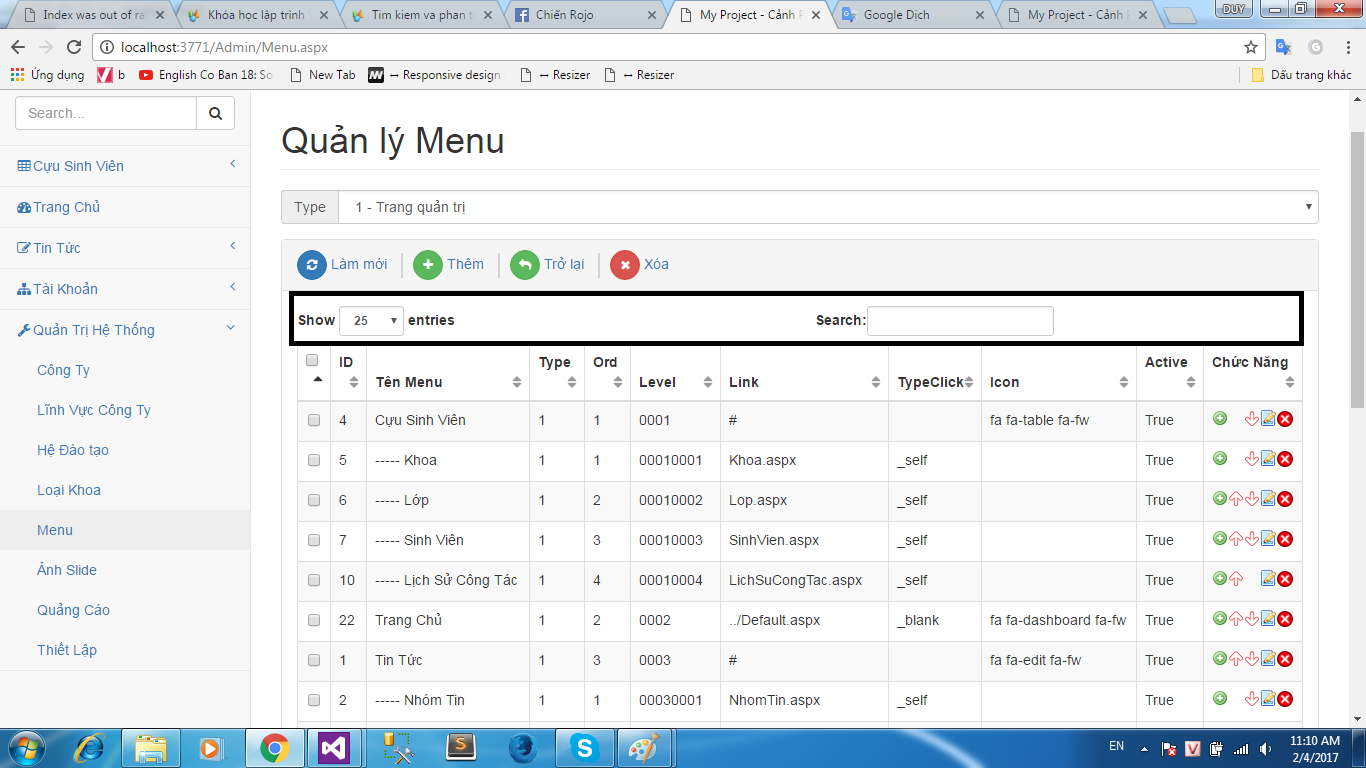 Index was out of ra
Khóa học lập trình
Tim kiem va phan t
Chiến Rojo
My Project - Cảnh
Google Dịch
My Project - Cảnh
DUY
localhost:3771/Admin/Menu.aspx
Ứng dụng
b
English Co Ban 18: So
New Tab
↔ Responsive design
↔ Resizer
↔ Resizer
Dấu trang khác
Search...
Cựu Sinh Viên
Trang Chủ
Tin Tức
Tài Khoản
Quản Trị Hệ Thống
Công Ty
Lĩnh Vực Công Ty
Hệ Đào tạo
Loại Khoa
Menu
Ảnh Slide
Quảng Cáo
Thiết Lập
Quản lý Menu
Type 1 - Trang quản trị
Làm mới Thêm Trở lại Xóa
Show 25 entries Search:
ID Tên Menu Type Ord Level Link TypeClick Icon Active Chức Năng
4 Cựu Sinh Viên 1 1 0001 # fa fa-table fa-fw True
5 ----- Khoa 1 1 00010001 Khoa.aspx _self True
6 ----- Lớp 1 2 00010002 Lop.aspx _self True
7 ----- Sinh Viên 1 3 00010003 SinhVien.aspx _self True
10 ----- Lịch Sử Công Tác 1 4 00010004 LichSuCongTac.aspx _self True
22 Trang Chủ 1 2 0002 ../Default.aspx _blank fa fa-dashboard fa-fw True
1 Tin Tức 1 3 0003 # fa fa-edit fa-fw True
2 ----- Nhóm Tin 1 1 00030001 NhomTin.aspx _self True
EN
11:10 AM
2/4/2017